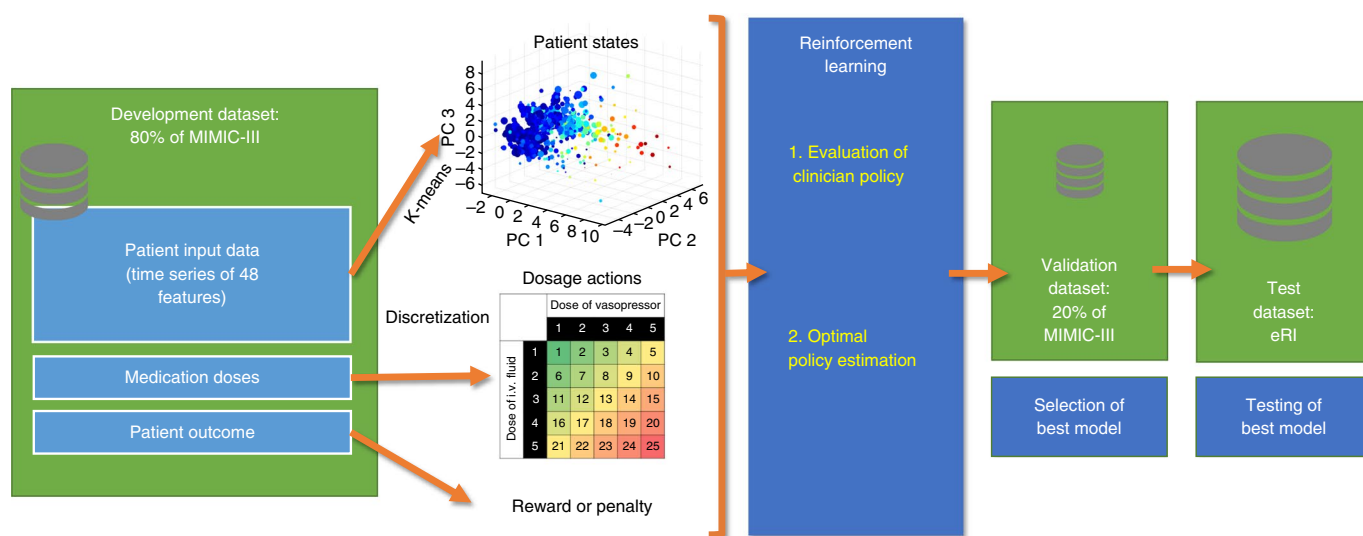 Development dataset:
80% of MIMIC-III
Patient input data
(time series of 48
features)
Medication doses
Patient outcome
K-means
Patient states
8
6
4
2
0
−2
−4
−6
PC 3
−2 0 2 4 6 8 10
PC 1
−4 −2 0 2 4 6
PC 2
Discretization
Dosage actions
Dose of vasopressor
1 2 3 4 5
Dose of i.v. fluid
1 1 2 3 4 5
2 6 7 8 9 10
3 11 12 13 14 15
4 16 17 18 19 20
5 21 22 23 24 25
Reward or penalty
Reinforcement
learning
1. Evaluation of
clinician policy
2. Optimal
policy estimation
Validation
dataset:
20% of
MIMIC-III
Selection of
best model
Test
dataset:
eRI
Testing of
best model